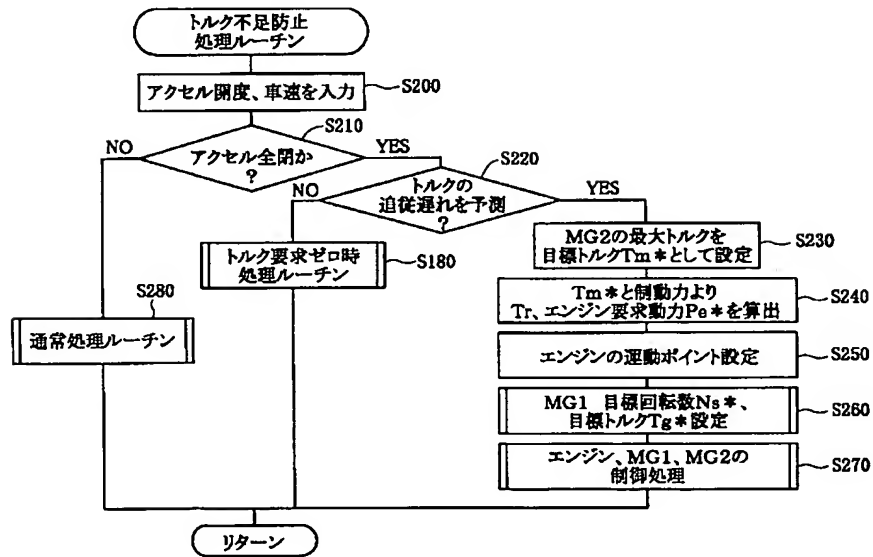 トルク不足防止
処理ルーチン
アクセル開度、車速を入力
S200
S210
NO
YES
アクセル全閉か
?
S220
NO
YES
トルクの
追従遅れを予測
?
MG2の最大トルクを
目標トルクTm*として設定
S230
トルク要求ゼロ時
処理ルーチン
S180
Tm*と制動力より
Tr、エンジン要求動力Pe*を算出
S240
S280
通常処理ルーチン
エンジンの運動ポイント設定
S250
MG1 目標回転数Ns*、
目標トルクTg*設定
S260
エンジン、MG1、MG2の
制御処理
S270
リターン